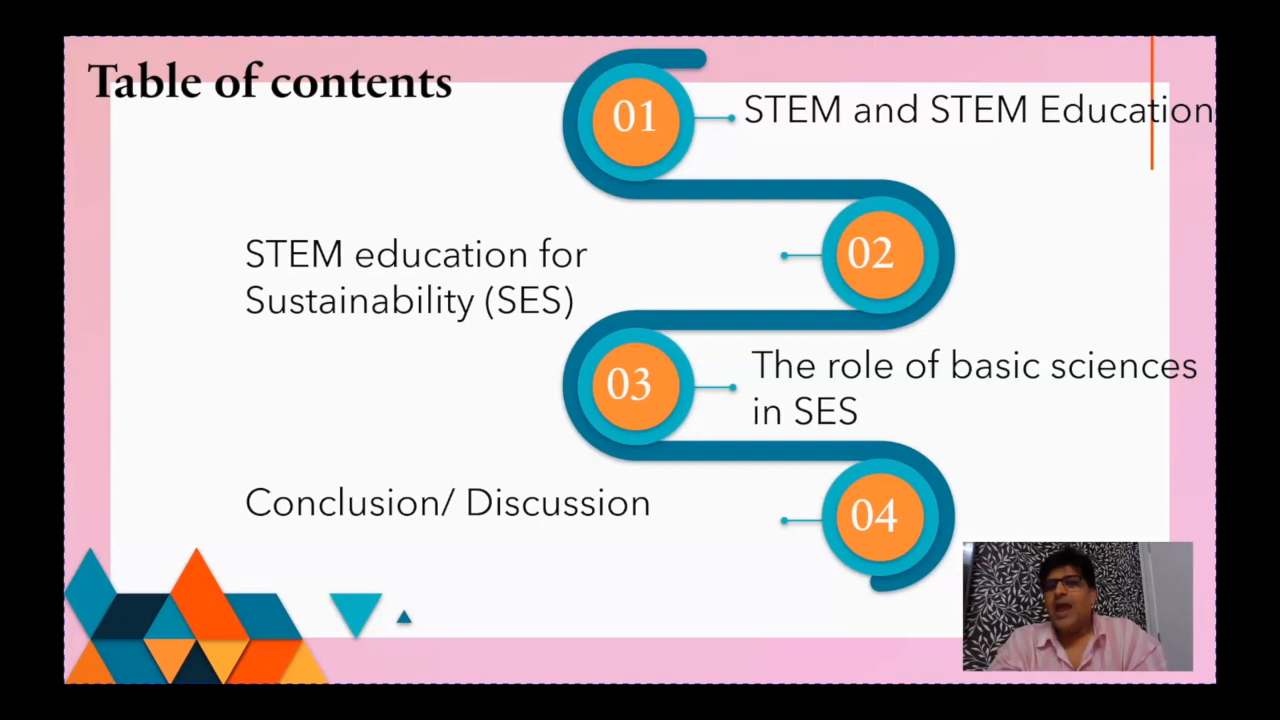 Table of contents
01
STEM and STEM Education
02
STEM education for
Sustainability (SES)
03
The role of basic sciences
in SES
04
Conclusion/ Discussion